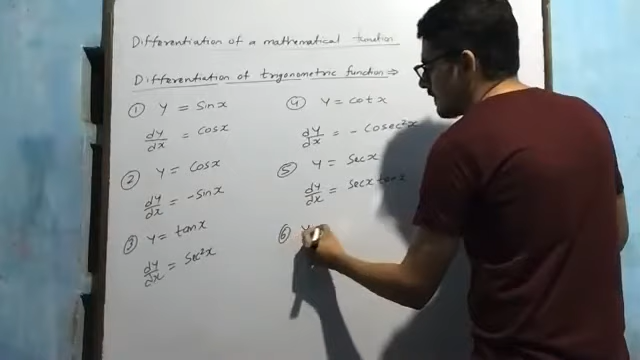 Differentiation of a mathematical function
Differentiation of trigonometric function ⇒
① y = sinx
dy/dx = cosx
② y = cosx
dy/dx = -sinx
③ y = tanx
dy/dx = sec²x
④ y = cotx
dy/dx = - cosec²x
⑤ y = secx
dy/dx = secx tanx
⑥ y